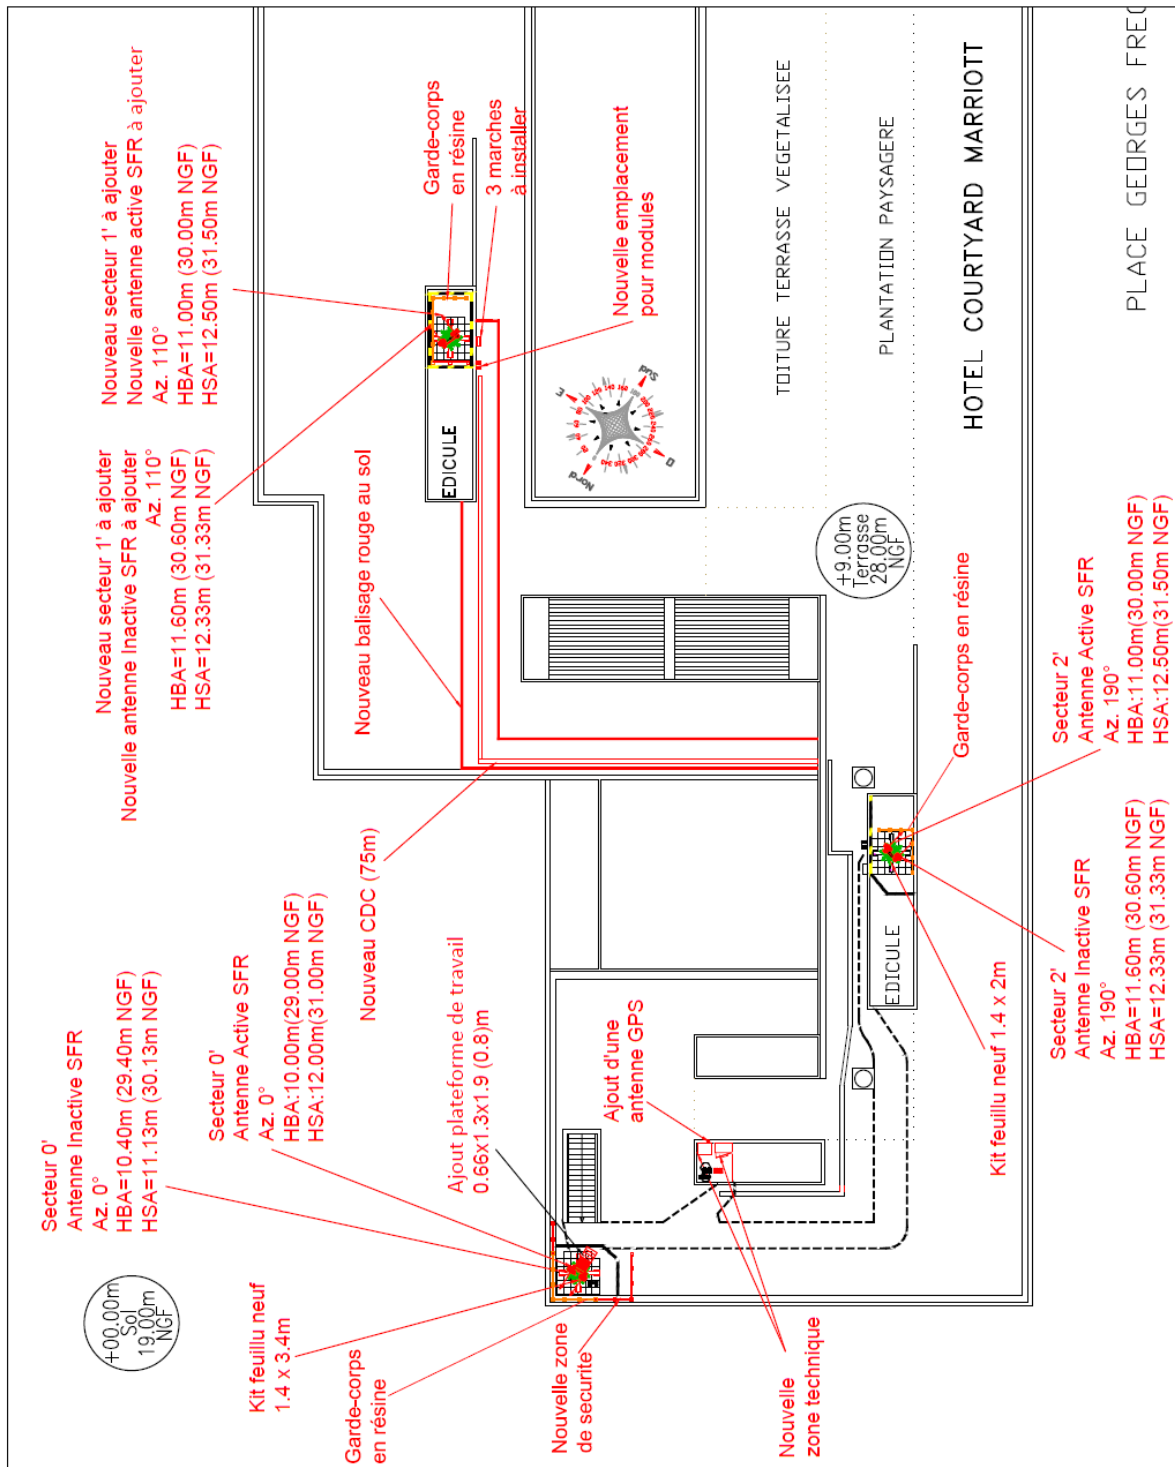 Nouveau secteur 1' à ajouter
Nouvelle antenne active SFR à ajouter
Az. 110°
HBA=11.00m (30.00m NGF)
HSA=12.50m (31.50m NGF)
Nouveau secteur 1' à ajouter
Nouvelle antenne Inactive SFR à ajouter
Az. 110°
HBA=11.60m (30.60m NGF)
HSA=12.33m (31.33m NGF)
Garde-corps
en résine
3 marches
à installer
Nouvelle emplacement
pour modules
EDICULE
Nouveau balisage rouge au sol
Nouveau CDC (75m)
Nord
E
Sud
O
TOITURE TERRASSE VEGETALISEE
PLANTATION PAYSAGERE
HOTEL COURTYARD MARRIOTT
PLACE GEORGES FREC
+9.00m
Terrasse
28.00m
NGF
Secteur 0'
Antenne Inactive SFR
Az. 0°
HBA=10.40m (29.40m NGF)
HSA=11.13m (30.13m NGF)
Secteur 0'
Antenne Active SFR
Az. 0°
HBA:10.00m(29.00m NGF)
HSA:12.00m(31.00m NGF)
Ajout plateforme de travail
0.66x1.3x1.9 (0.8)m
Ajout d'une
antenne GPS
+00.00m
Sol
19.00m
NGF
Kit feuillu neuf
1.4 x 3.4m
Garde-corps
en résine
Nouvelle zone
de securite
Nouvelle
zone technique
EDICULE
Garde-corps en résine
Kit feuillu neuf 1.4 x 2m
Secteur 2'
Antenne Active SFR
Az. 190°
HBA:11.00m(30.00m NGF)
HSA:12.50m(31.50m NGF)
Secteur 2'
Antenne Inactive SFR
Az. 190°
HBA=11.60m (30.60m NGF)
HSA=12.33m (31.33m NGF)